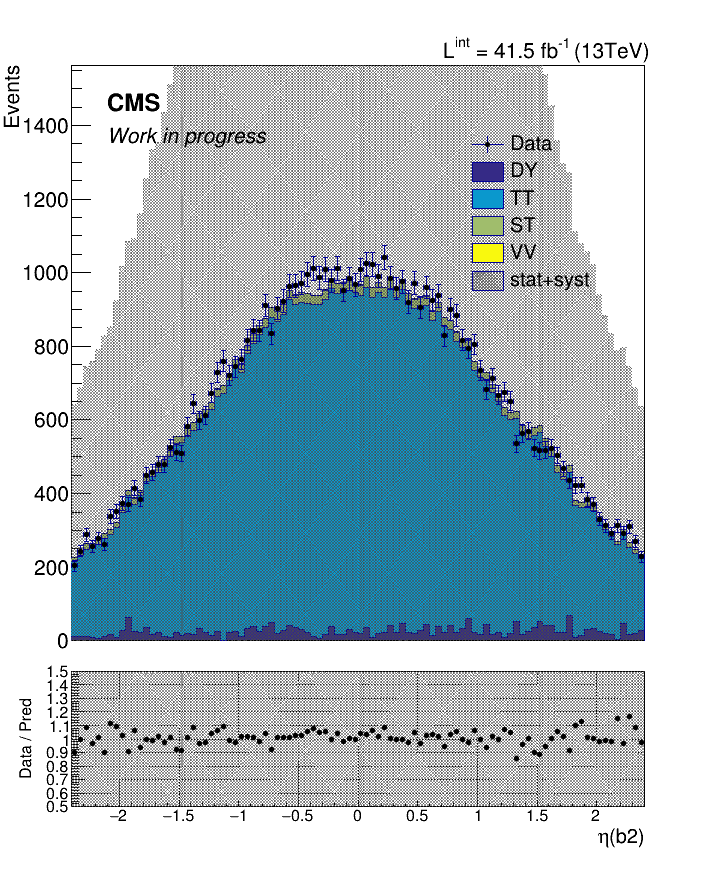 L^int = 41.5 fb^-1 (13TeV)
Events
CMS
Work in progress
Data
DY
TT
ST
VV
stat+syst
1400
1200
1000
800
600
400
200
0
Data / Pred
1.5
1.4
1.3
1.2
1.1
1
0.9
0.8
0.7
0.6
0.5
−2 −1.5 −1 −0.5 0 0.5 1 1.5 2
η(b2)